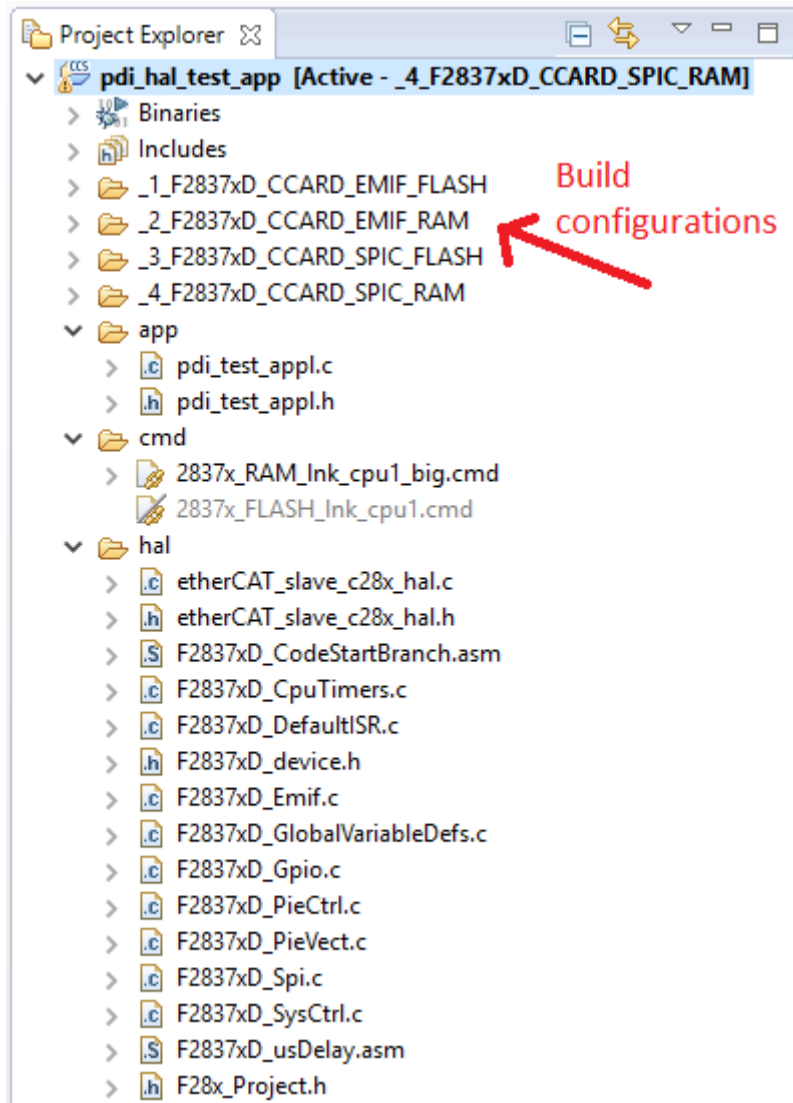 Project Explorer
pdi_hal_test_app [Active - _4_F2837xD_CCARD_SPIC_RAM]
Binaries
Includes
_1_F2837xD_CCARD_EMIF_FLASH
_2_F2837xD_CCARD_EMIF_RAM
_3_F2837xD_CCARD_SPIC_FLASH
_4_F2837xD_CCARD_SPIC_RAM
Build
configurations
app
pdi_test_appl.c
pdi_test_appl.h
cmd
2837x_RAM_lnk_cpu1_big.cmd
2837x_FLASH_lnk_cpu1.cmd
hal
etherCAT_slave_c28x_hal.c
etherCAT_slave_c28x_hal.h
F2837xD_CodeStartBranch.asm
F2837xD_CpuTimers.c
F2837xD_DefaultISR.c
F2837xD_device.h
F2837xD_Emif.c
F2837xD_GlobalVariableDefs.c
F2837xD_Gpio.c
F2837xD_PieCtrl.c
F2837xD_PieVect.c
F2837xD_Spi.c
F2837xD_SysCtrl.c
F2837xD_usDelay.asm
F28x_Project.h